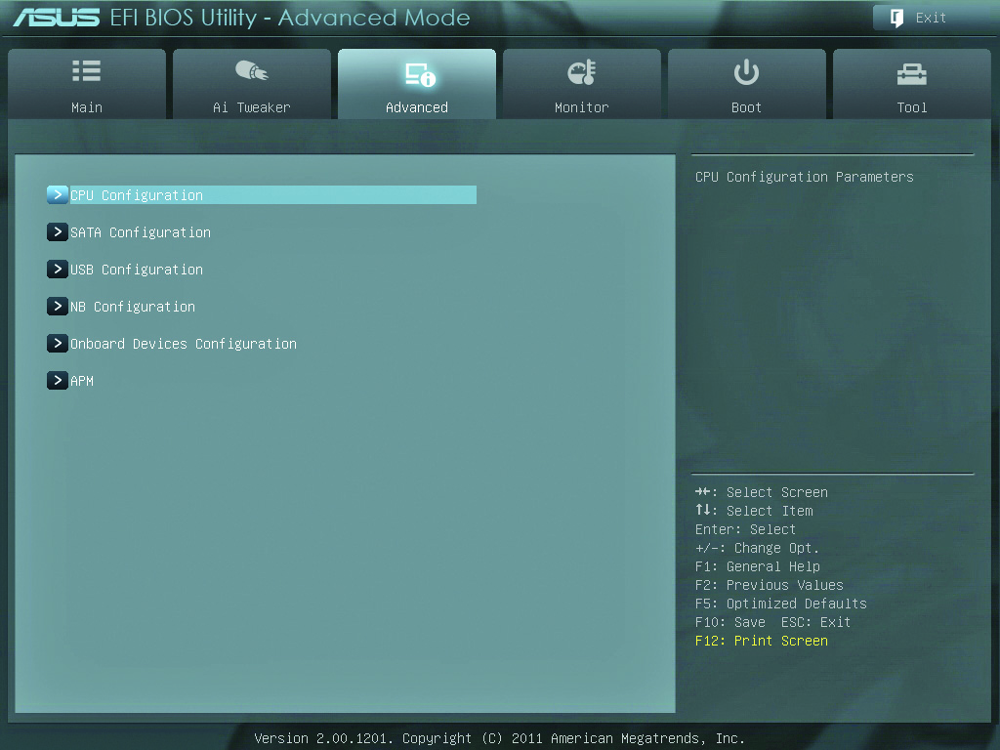 ASUS EFI BIOS Utility - Advanced Mode
Exit
Main
Ai Tweaker
Advanced
Monitor
Boot
Tool
> CPU Configuration
> SATA Configuration
> USB Configuration
> NB Configuration
> Onboard Devices Configuration
> APM
CPU Configuration Parameters
→←: Select Screen
↑↓: Select Item
Enter: Select
+/-: Change Opt.
F1: General Help
F2: Previous Values
F5: Optimized Defaults
F10: Save  ESC: Exit
F12: Print Screen
Version 2.00.1201. Copyright (C) 2011 American Megatrends, Inc.